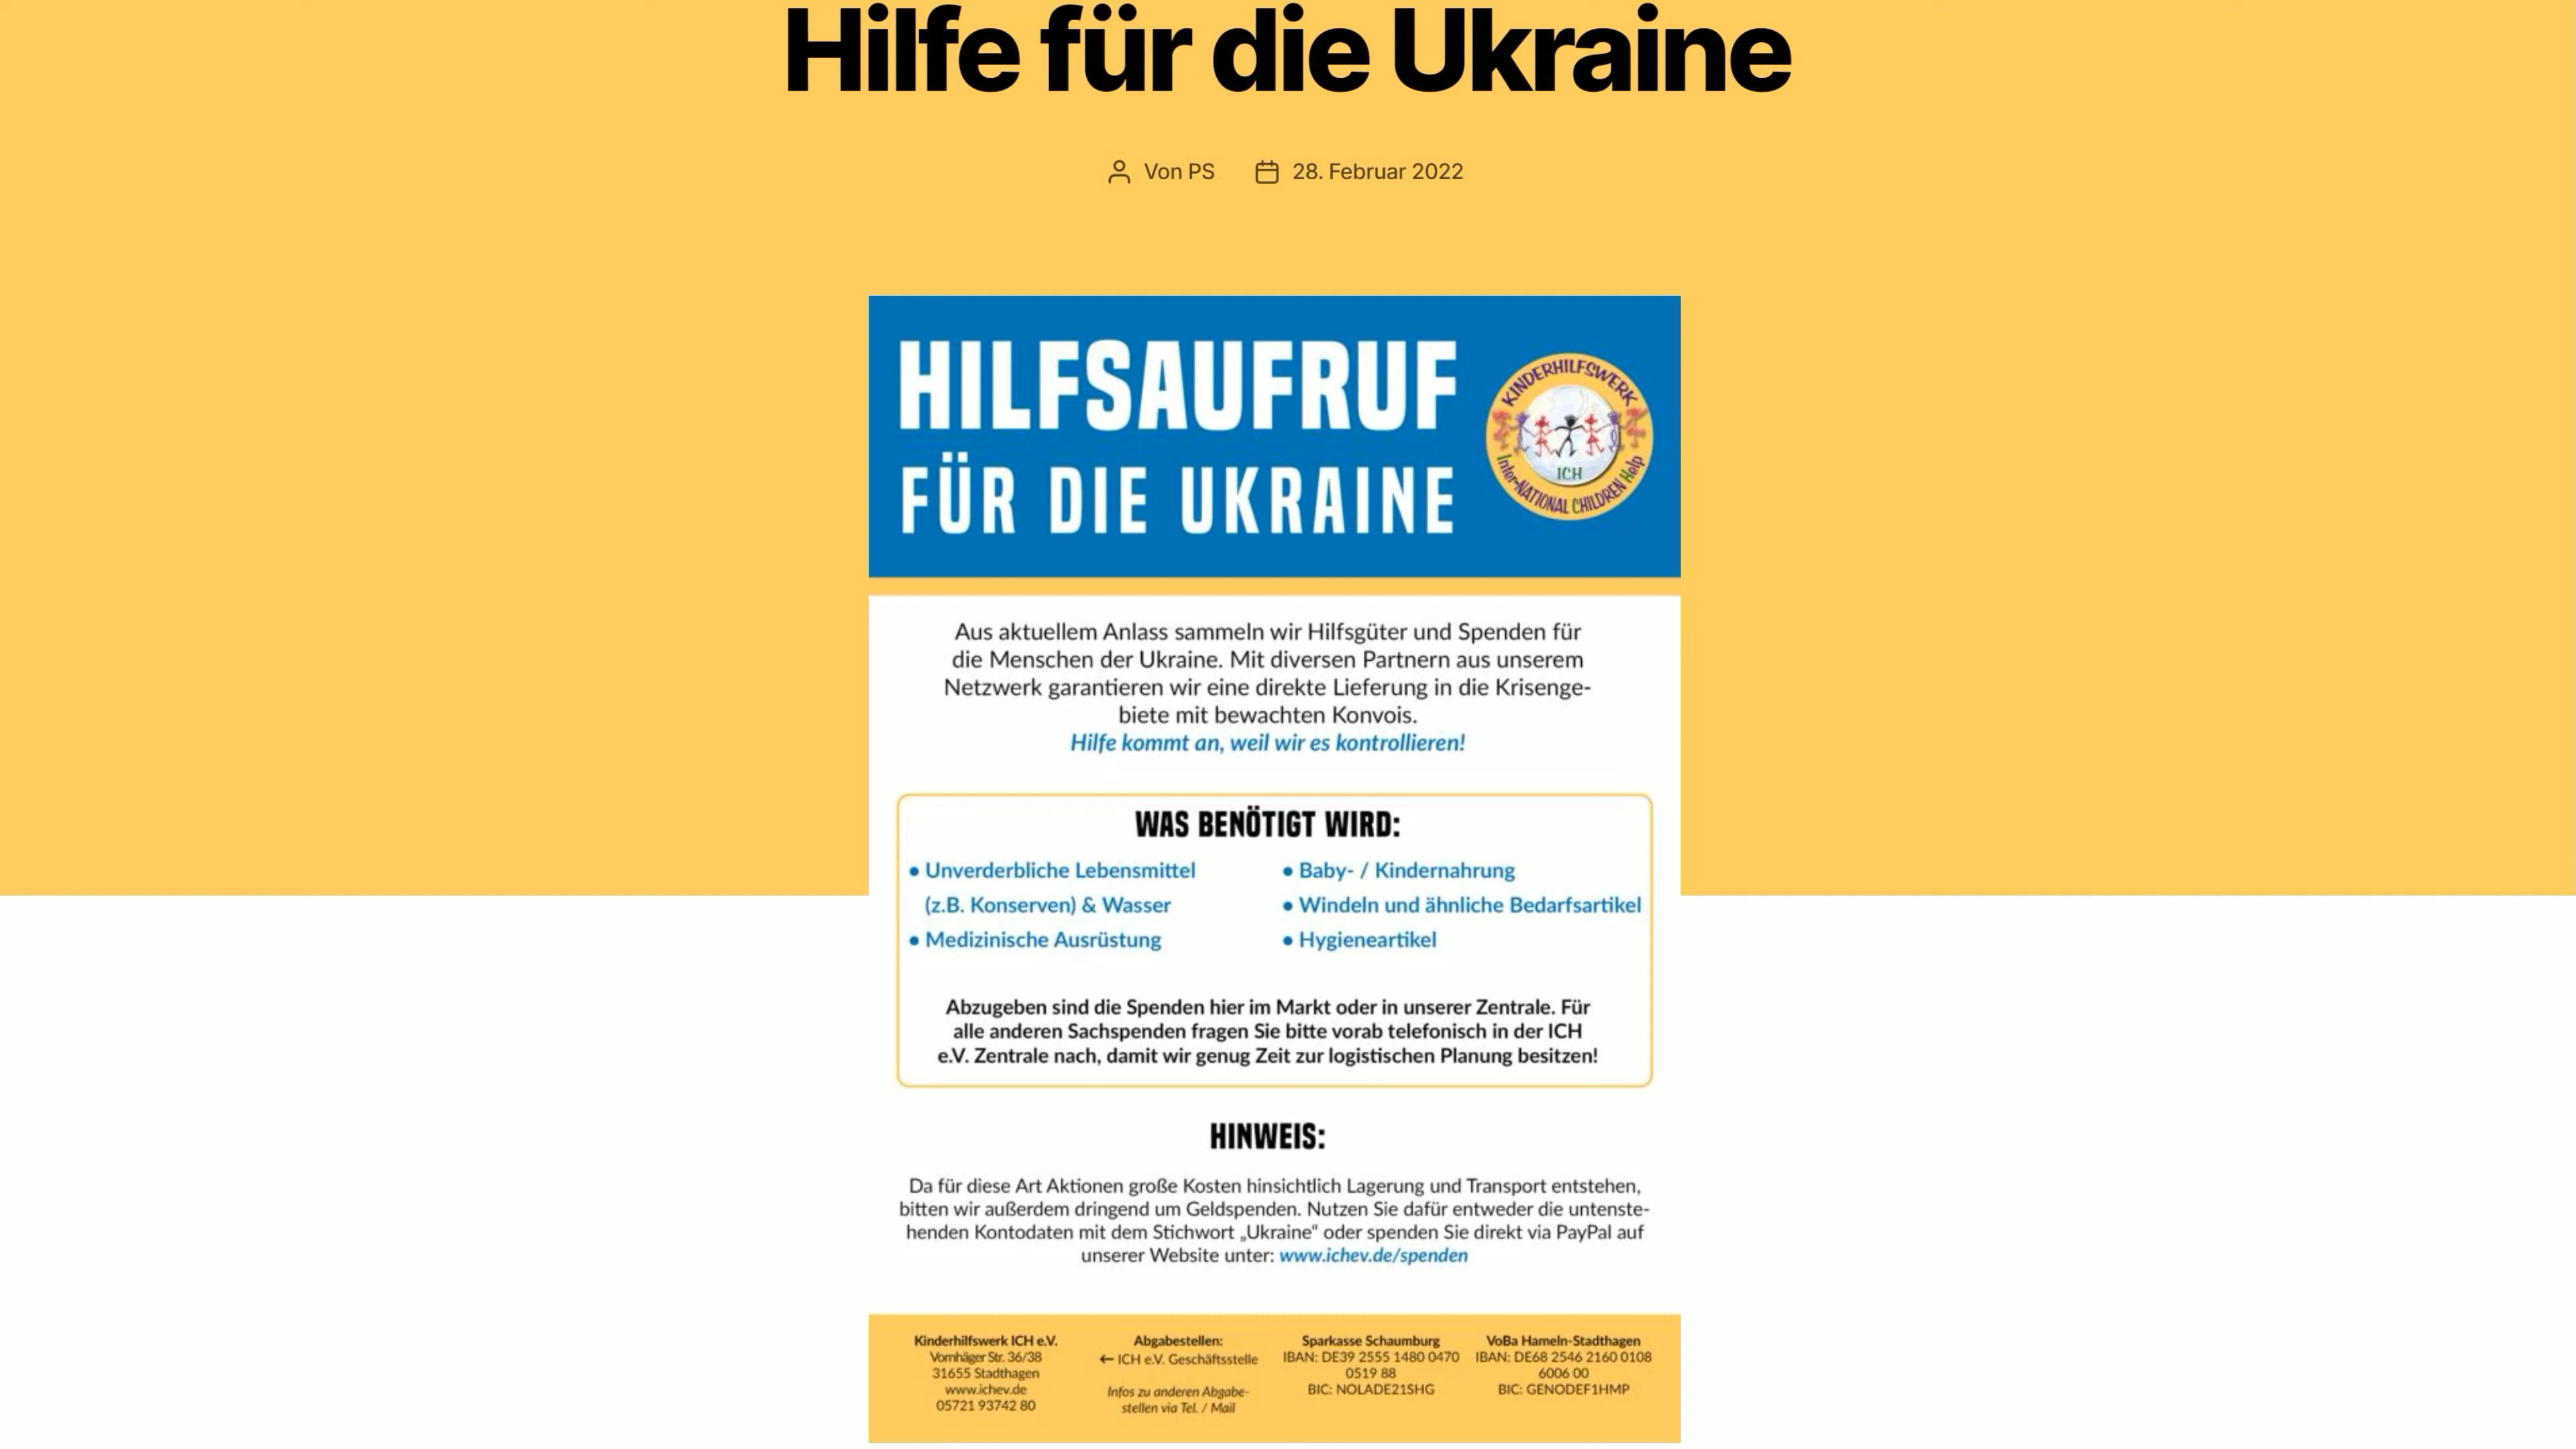 Hilfe für die Ukraine
Von PS 28. Februar 2022
HILFSAUFRUF
FÜR DIE UKRAINE
KINDERHILFSWERK
ICH
Inter-NATIONAL CHILDREN Help
Aus aktuellem Anlass sammeln wir Hilfsgüter und Spenden für
die Menschen der Ukraine. Mit diversen Partnern aus unserem
Netzwerk garantieren wir eine direkte Lieferung in die Krisenge-
biete mit bewachten Konvois.
Hilfe kommt an, weil wir es kontrollieren!
WAS BENÖTIGT WIRD:
• Unverderbliche Lebensmittel
(z.B. Konserven) & Wasser
• Medizinische Ausrüstung
• Baby- / Kindernahrung
• Windeln und ähnliche Bedarfsartikel
• Hygieneartikel
Abzugeben sind die Spenden hier im Markt oder in unserer Zentrale. Für
alle anderen Sachspenden fragen Sie bitte vorab telefonisch in der ICH
e.V. Zentrale nach, damit wir genug Zeit zur logistischen Planung besitzen!
HINWEIS:
Da für diese Art Aktionen große Kosten hinsichtlich Lagerung und Transport entstehen,
bitten wir außerdem dringend um Geldspenden. Nutzen Sie dafür entweder die untenste-
henden Kontodaten mit dem Stichwort „Ukraine“ oder spenden Sie direkt via PayPal auf
unserer Website unter: www.ichev.de/spenden
Kinderhilfswerk ICH e.V.
Vornhäger Str. 36/38
31655 Stadthagen
www.ichev.de
05721 93742 80
Abgabestellen:
← ICH e.V. Geschäftsstelle
Infos zu anderen Abgabe-
stellen via Tel. / Mail
Sparkasse Schaumburg
IBAN: DE39 2555 1480 0470
0519 88
BIC: NOLADE21SHG
VoBa Hameln-Stadthagen
IBAN: DE68 2546 2160 0108
6006 00
BIC: GENODEF1HMP